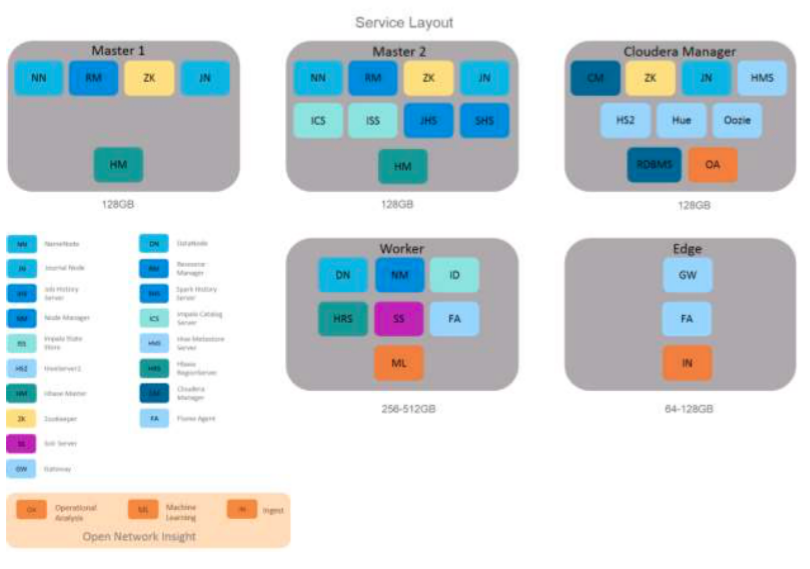 Service Layout
Master 1
NN RM ZK JN
HM
128GB
Master 2
NN RM ZK JN
ICS ISS JHS SHS
HM
128GB
Cloudera Manager
CM ZK JN HMS
HS2 Hue Oozie
RDBMS OA
128GB
NN NameNode
JN Journal Node
Job History
Server
NM Node Manager
ISS Impala State
Store
HS2 HiveServer2
HM Hbase Master
ZK Zookeeper
SS Solr Server
GW Gateway
DN DataNode
RM Resource
Manager
SHS Spark History
Server
ICS Impala Catalog
Server
HMS Hive Metastore
Server
HRS Hbase
RegionServer
Cloudera
Manager
FA Flume Agent
Worker
DN NM ID
HRS SS FA
ML
256-512GB
Edge
GW
FA
IN
64-128GB
OA Operational
Analysis
ML Machine
Learning
IN Ingest
Open Network Insight